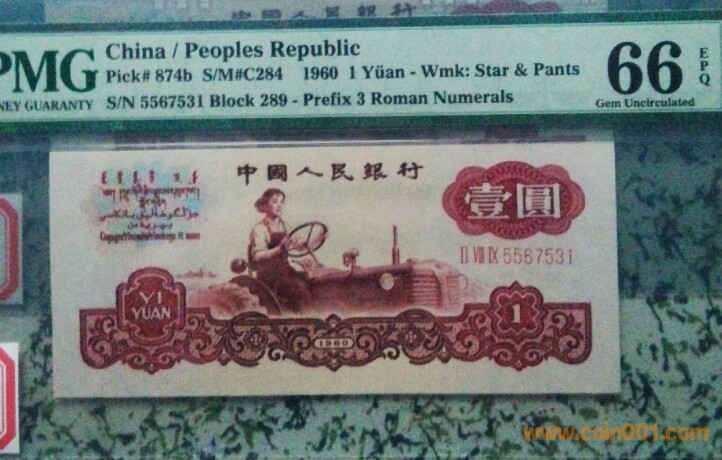 PMG
NEY GUARANTY
China / Peoples Republic
Pick# 874b S/M#C284 1960 1 Yüan - Wmk: Star & Pants
S/N 5567531 Block 289 - Prefix 3 Roman Numerals
66
EPQ
Gem Uncirculated
中國人民銀行
壹圓
II VIII IX 5567531
YI
YUAN
1960
1
www.coin001.com